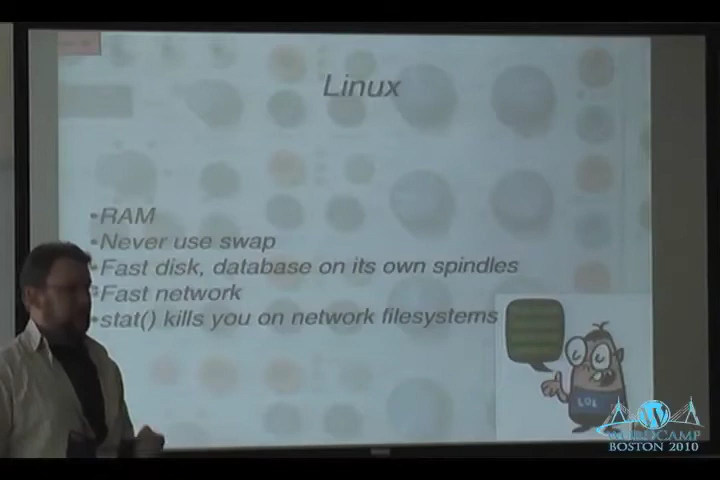 Linux
•RAM
•Never use swap
•Fast disk, database on its own spindles
•Fast network
•stat() kills you on network filesystems
LOL
WORDCAMP
BOSTON 2010